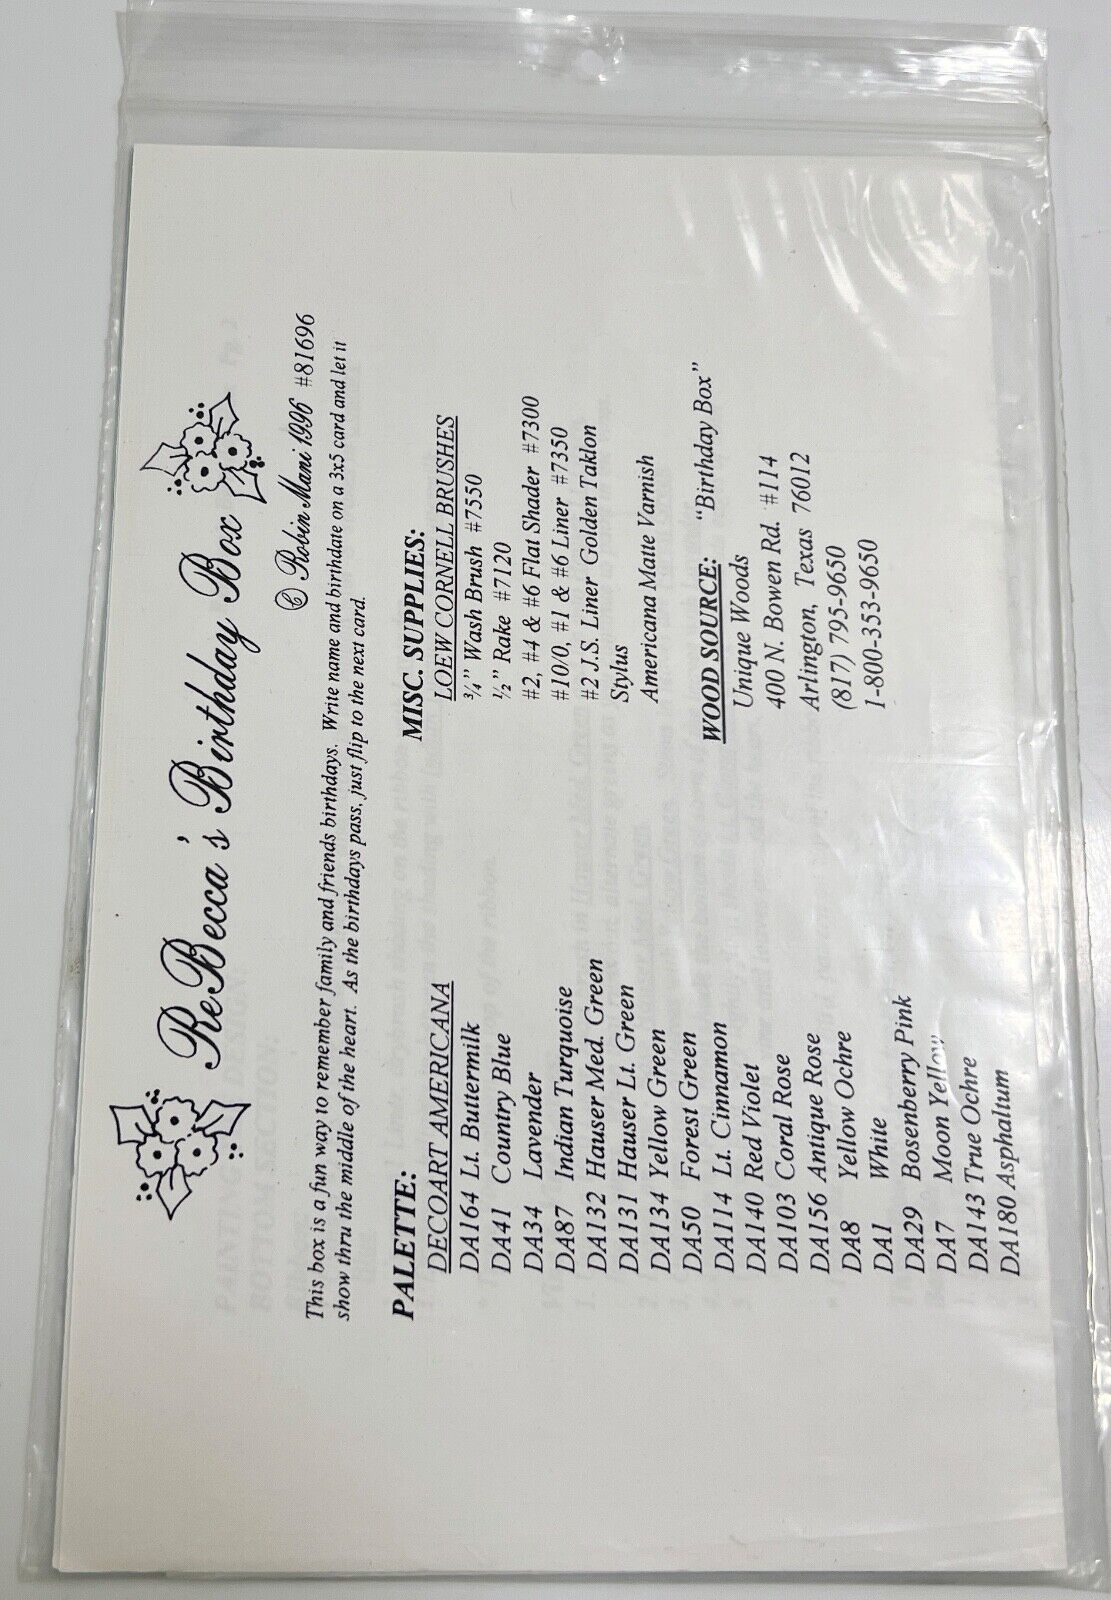 ReBecca's Birthday Box
© Robin Mani 1996 #81696
This box is a fun way to remember family and friends birthdays. Write name and birthdate on a 3x5 card and let it
show thru the middle of the heart. As the birthdays pass, just flip to the next card.
PALETTE:
DECOART AMERICANA
DA164 Lt. Buttermilk
DA41 Country Blue
DA34 Lavender
DA87 Indian Turquoise
DA132 Hauser Med. Green
DA131 Hauser Lt. Green
DA134 Yellow Green
DA50 Forest Green
DA114 Lt. Cinnamon
DA140 Red Violet
DA103 Coral Rose
DA156 Antique Rose
DA8 Yellow Ochre
DA1 White
DA29 Bosenberry Pink
DA7 Moon Yellow
DA143 True Ochre
DA180 Asphaltum
MISC. SUPPLIES:
LOEW CORNELL BRUSHES
¾" Wash Brush #7550
½" Rake #7120
#2, #4 & #6 Flat Shader #7300
#10/0, #1 & #6 Liner #7350
#2 J.S. Liner Golden Taklon
Stylus
Americana Matte Varnish
WOOD SOURCE: "Birthday Box"
Unique Woods
400 N. Bowen Rd. #114
Arlington, Texas 76012
(817) 795-9650
1-800-353-9650